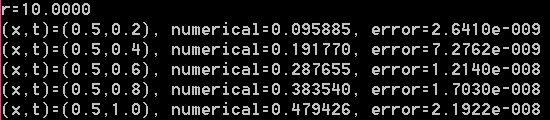 r=10.0000
(x,t)=(0.5,0.2), numerical=0.095885, error=2.6410e-009
(x,t)=(0.5,0.4), numerical=0.191770, error=7.2762e-009
(x,t)=(0.5,0.6), numerical=0.287655, error=1.2140e-008
(x,t)=(0.5,0.8), numerical=0.383540, error=1.7030e-008
(x,t)=(0.5,1.0), numerical=0.479426, error=2.1922e-008